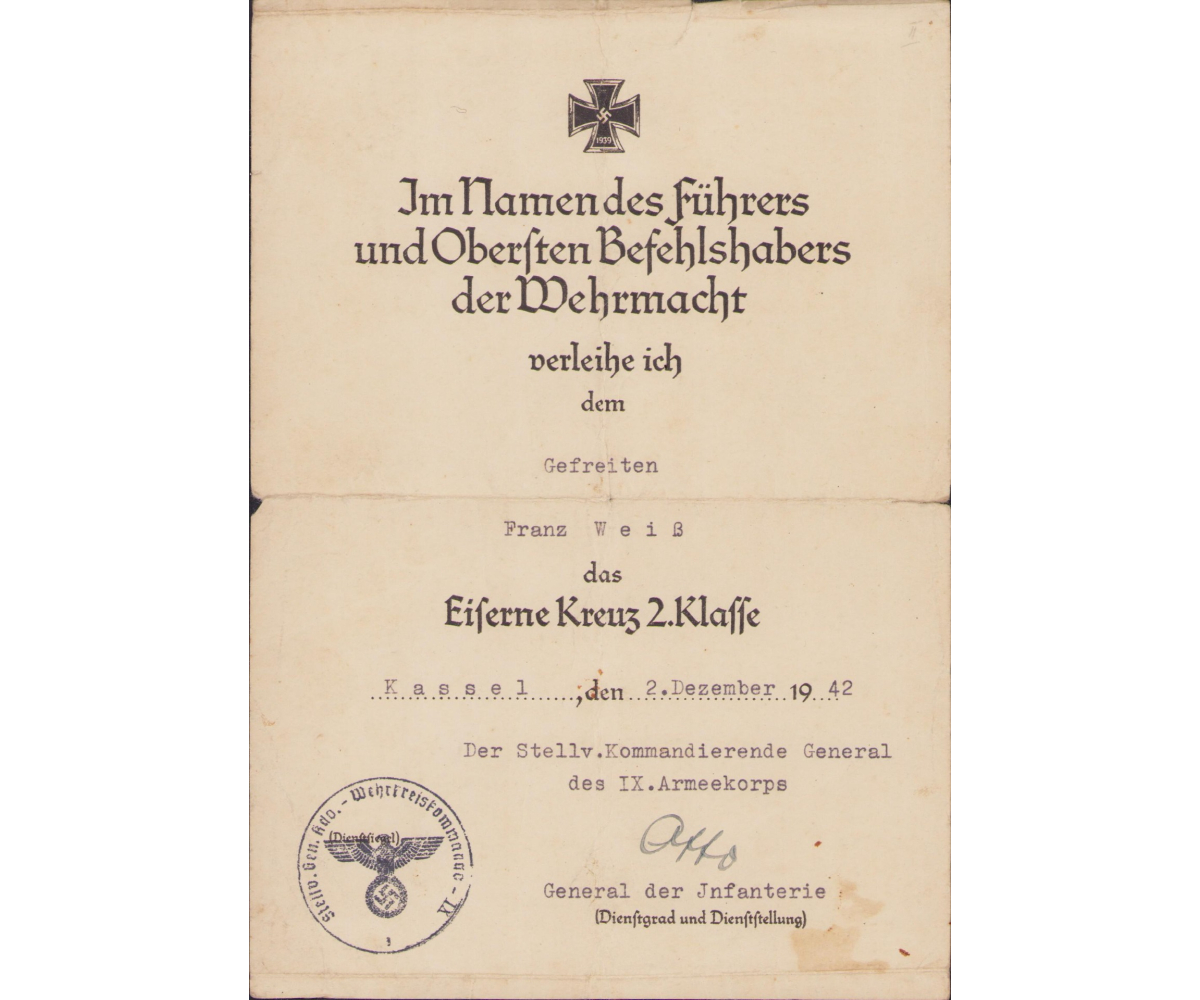 1939
Im Namen des Führers
und Obersten Befehlshabers
der Wehrmacht
verleihe ich
dem
Gefreiten
Franz W e i ß
das
Eiserne Kreuz 2.Klasse
K a s s e l ,den 2.Dezember 19 42
Der Stellv.Kommandierende General
des IX.Armeekorps
Stellv. Gen. Kdo. - Wehrkreiskommando - IX
(Dienstsiegel)
Otto
General der Jnfanterie
(Dienstgrad und Dienststellung)